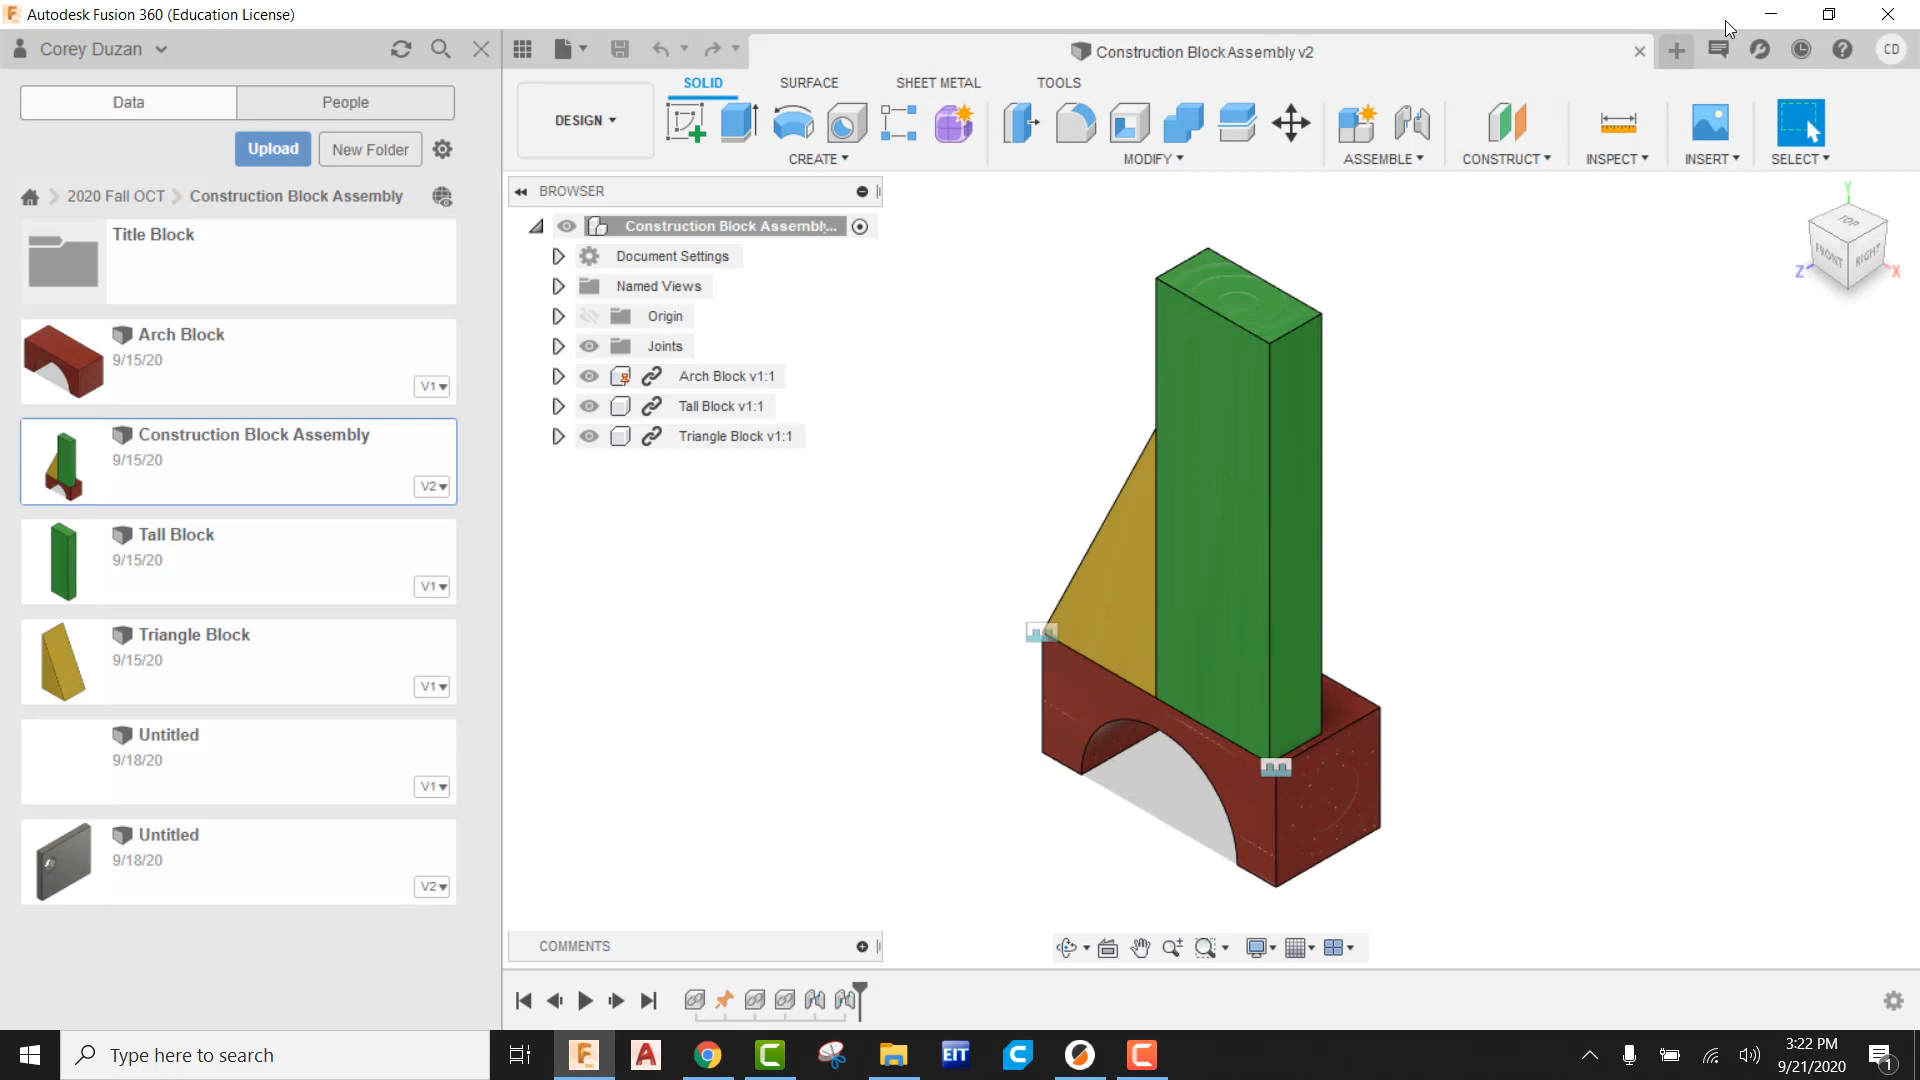 Autodesk Fusion 360 (Education License)
Corey Duzan
Construction Block Assembly v2
CD
Data
People
Upload
New Folder
2020 Fall OCT
Construction Block Assembly
SOLID
SURFACE
SHEET METAL
TOOLS
DESIGN
CREATE
MODIFY
ASSEMBLE
CONSTRUCT
INSPECT
INSERT
SELECT
Title Block
Arch Block
9/15/20
V1
Construction Block Assembly
9/15/20
V2
Tall Block
9/15/20
V1
Triangle Block
9/15/20
V1
Untitled
9/18/20
V1
Untitled
9/18/20
V2
BROWSER
Construction Block Assembl...
Document Settings
Named Views
Origin
Joints
Arch Block v1:1
Tall Block v1:1
Triangle Block v1:1
Y
TOP
FRONT
RIGHT
Z
X
COMMENTS
Type here to search
EIT
3:22 PM
9/21/2020
1